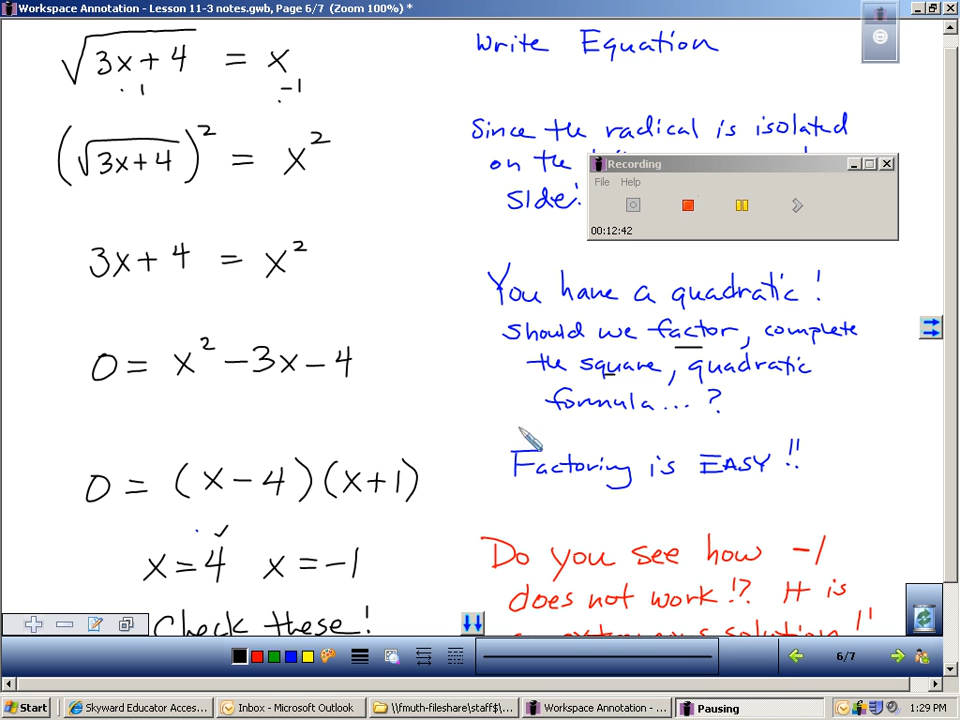 Workspace Annotation - Lesson 11-3 notes.gwb, Page 6/7 (Zoom 100%) *
√3x+4 = x
-1
-1
(√3x+4)² = x²
3x+4 = x²
0 = x² -3x -4
0 = (x-4)(x+1)
x=4 x=-1
Check these!
Write Equation
Since the radical is isolated
on the
side:
Recording
File Help
00:12:42
You have a quadratic!
Should we factor, complete
the square, quadratic
formula...?
Factoring is EASY!!
Do you see how -1
does not work!? It is
extraneous solution!!
6/7
Start
Skyward Educator Acces...
Inbox - Microsoft Outlook
\\fmuth-fileshare\staff$\...
Workspace Annotation - ...
Pausing
1:29 PM